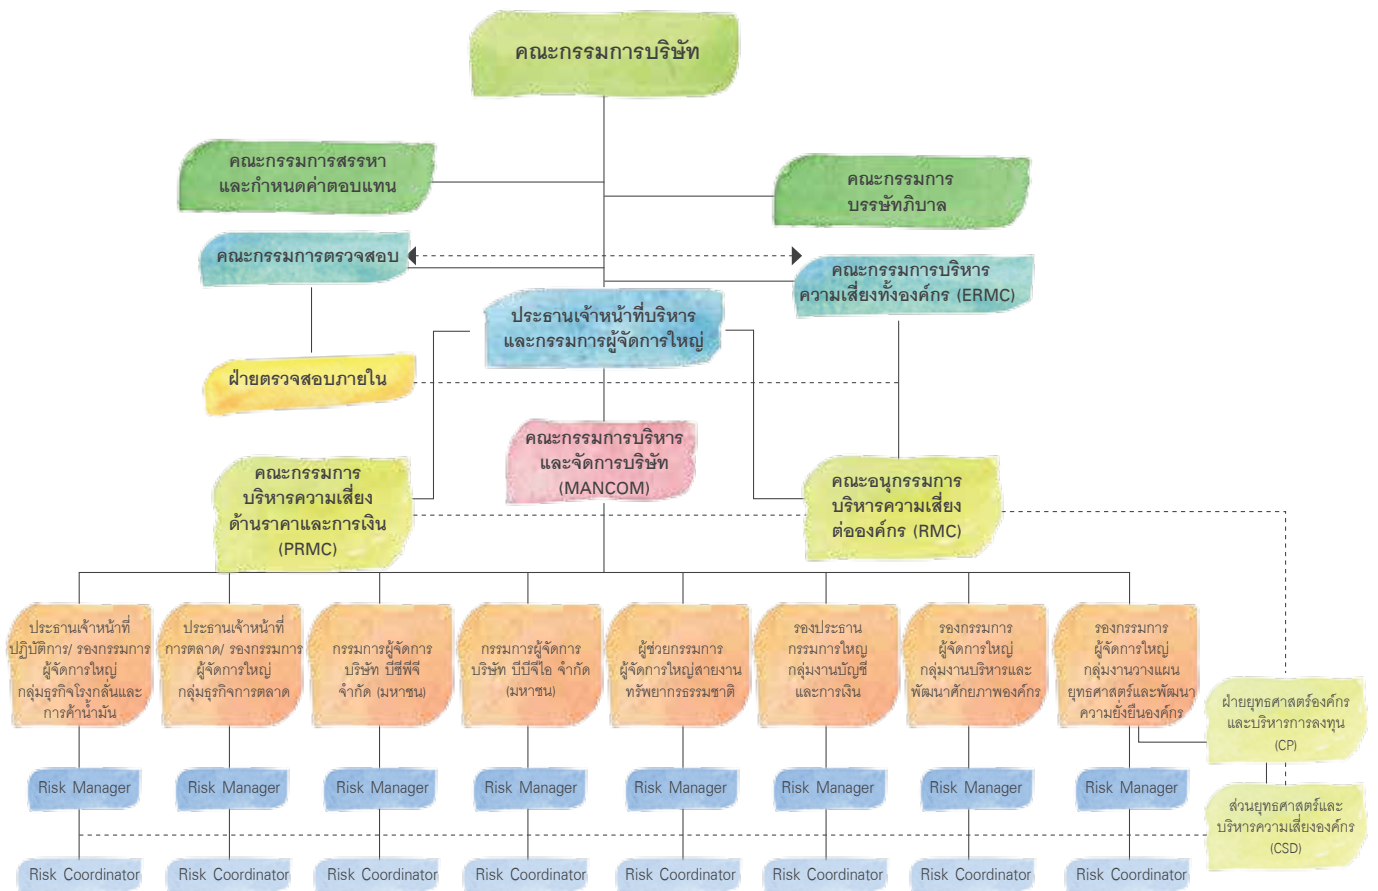 คณะกรรมการบริษัท
คณะกรรมการสรรหา
และกำหนดค่าตอบแทน
คณะกรรมการ
บรรษัทภิบาล
คณะกรรมการตรวจสอบ
คณะกรรมการบริหาร
ความเสี่ยงทั้งองค์กร (ERMC)
ประธานเจ้าหน้าที่บริหาร
และกรรมการผู้จัดการใหญ่
ฝ่ายตรวจสอบภายใน
คณะกรรมการบริหาร
และจัดการบริษัท
(MANCOM)
คณะกรรมการ
บริหารความเสี่ยง
ด้านราคาและการเงิน
(PRMC)
คณะอนุกรรมการ
บริหารความเสี่ยง
ต่อองค์กร (RMC)
ประธานเจ้าหน้าที่
ปฏิบัติการ/ รองกรรมการ
ผู้จัดการใหญ่
กลุ่มธุรกิจโรงกลั่นและ
การค้าน้ำมัน
ประธานเจ้าหน้าที่
การตลาด/ รองกรรมการ
ผู้จัดการใหญ่
กลุ่มธุรกิจการตลาด
กรรมการผู้จัดการ
บริษัท บีซีพีจี
จำกัด (มหาชน)
กรรมการผู้จัดการ
บริษัท บีบีจีไอ จำกัด
(มหาชน)
ผู้ช่วยกรรมการ
ผู้จัดการใหญ่สายงาน
ทรัพยากรธรรมชาติ
รองประธาน
กรรมการใหญ่
กลุ่มงานบัญชี
และการเงิน
รองกรรมการ
ผู้จัดการใหญ่
กลุ่มงานบริหารและ
พัฒนาศักยภาพองค์กร
รองกรรมการ
ผู้จัดการใหญ่
กลุ่มงานวางแผน
ยุทธศาสตร์และพัฒนา
ความยั่งยืนองค์กร
ฝ่ายยุทธศาสตร์องค์กร
และบริหารการลงทุน
(CP)
Risk Manager
Risk Manager
Risk Manager
Risk Manager
Risk Manager
Risk Manager
Risk Manager
Risk Manager
ส่วนยุทธศาสตร์และ
บริหารความเสี่ยงองค์กร
(CSD)
Risk Coordinator
Risk Coordinator
Risk Coordinator
Risk Coordinator
Risk Coordinator
Risk Coordinator
Risk Coordinator
Risk Coordinator